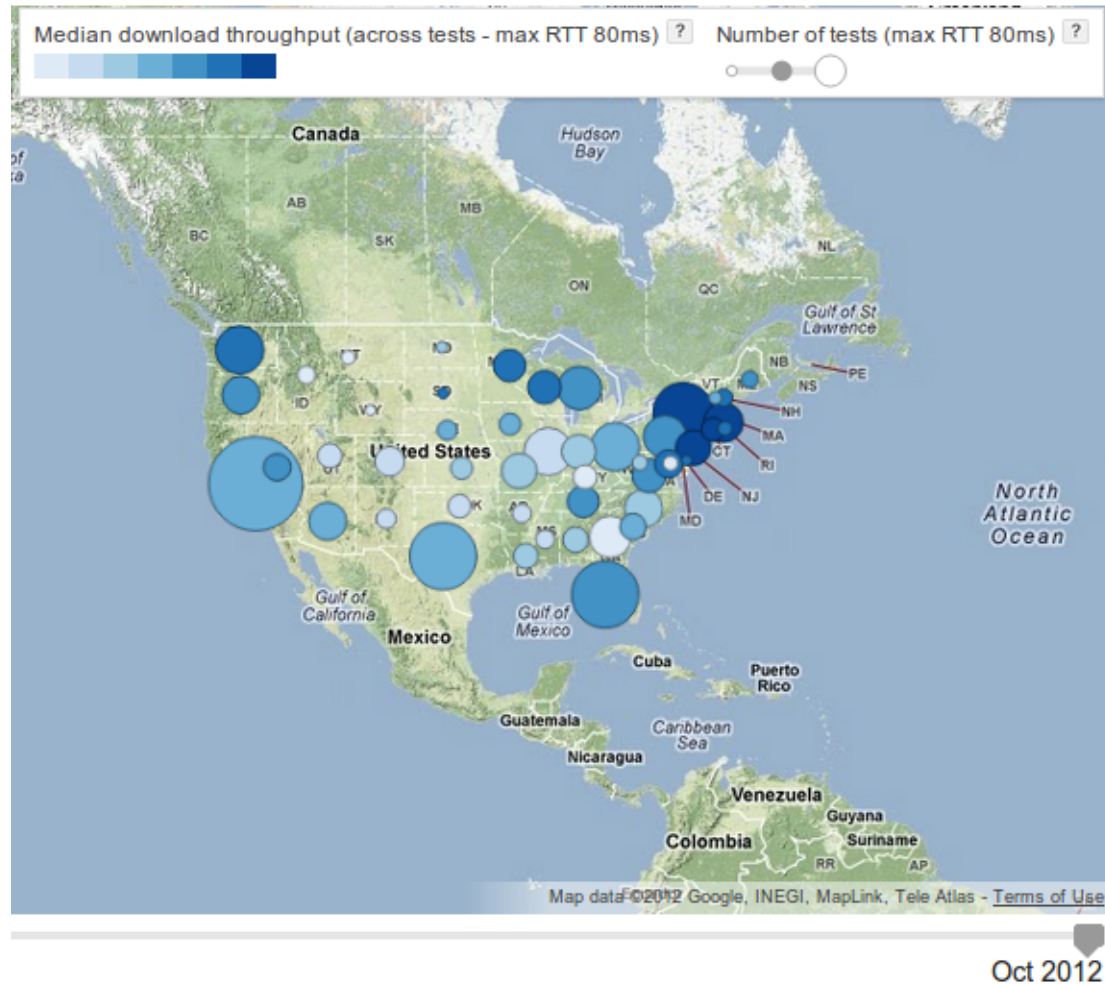 Median download throughput (across tests - max RTT 80ms) ?
Number of tests (max RTT 80ms) ?
Canada
Hudson
Bay
AB
MB
BC
SK
NL
ON
QC
Gulf of St
Lawrence
NB
PE
VT
NS
ID
NH
MA
United States
CT
RI
DE
NJ
MD
North
Atlantic
Ocean
LA
Gulf of
California
Gulf of
Mexico
Mexico
Cuba
Puerto
Rico
Guatemala
Caribbean
Sea
Nicaragua
Venezuela
Guyana
Colombia
Suriname
RR
AP
Map data ©2012 Google, INEGI, MapLink, Tele Atlas - Terms of Use
Oct 2012